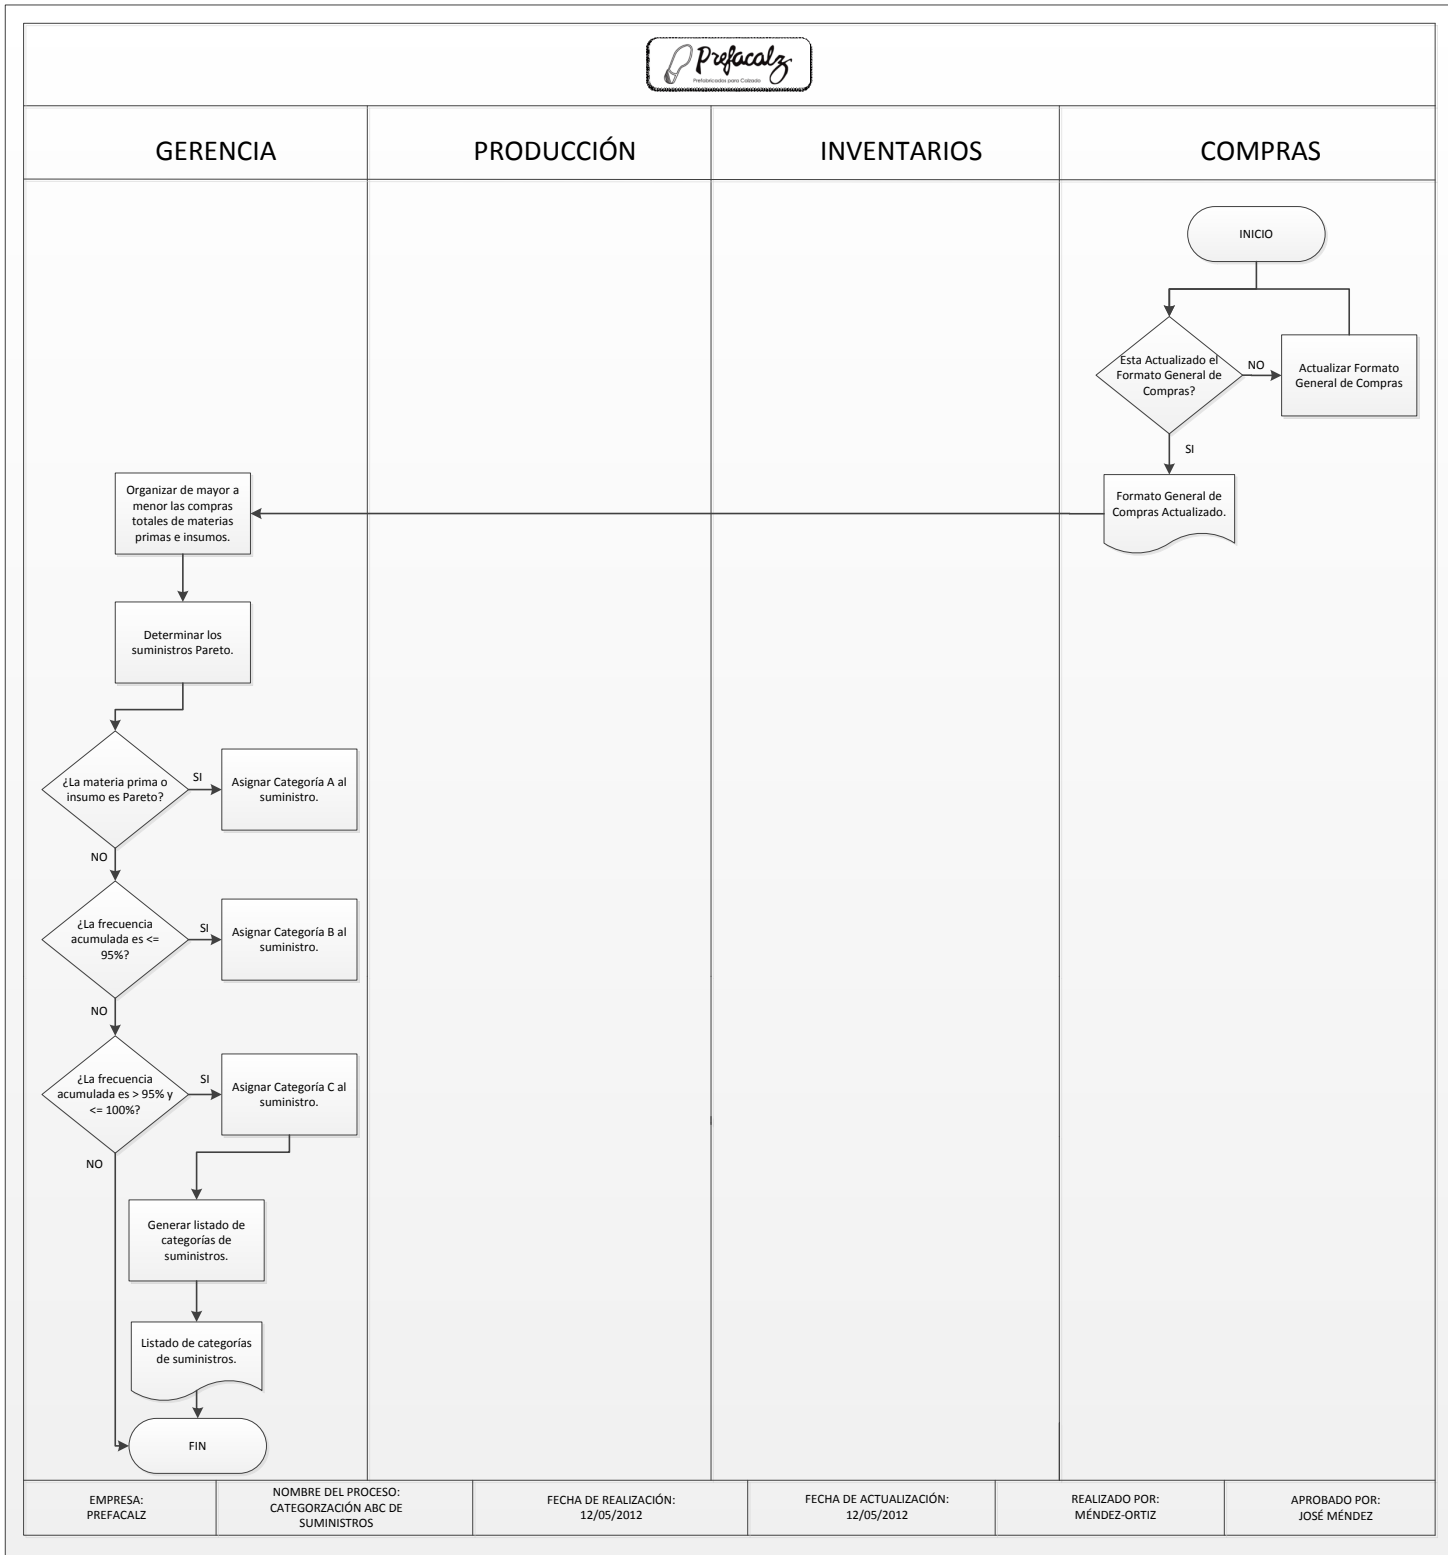 Prefacalz
Prefabricados para Calzado
GERENCIA
PRODUCCIÓN
INVENTARIOS
COMPRAS
INICIO
Esta Actualizado el
Formato General de
Compras?
NO
Actualizar Formato
General de Compras
SI
Formato General de
Compras Actualizado.
Organizar de mayor a
menor las compras
totales de materias
primas e insumos.
Determinar los
suministros Pareto.
¿La materia prima o
insumo es Pareto?
SI
Asignar Categoría A al
suministro.
NO
¿La frecuencia
acumulada es <=
95%?
SI
Asignar Categoría B al
suministro.
NO
¿La frecuencia
acumulada es > 95% y
<= 100%?
SI
Asignar Categoría C al
suministro.
NO
Generar listado de
categorías de
suministros.
Listado de categorías
de suministros.
FIN
EMPRESA:
PREFACALZ
NOMBRE DEL PROCESO:
CATEGORZACIÓN ABC DE
SUMINISTROS
FECHA DE REALIZACIÓN:
12/05/2012
FECHA DE ACTUALIZACIÓN:
12/05/2012
REALIZADO POR:
MÉNDEZ-ORTIZ
APROBADO POR:
JOSÉ MÉNDEZ